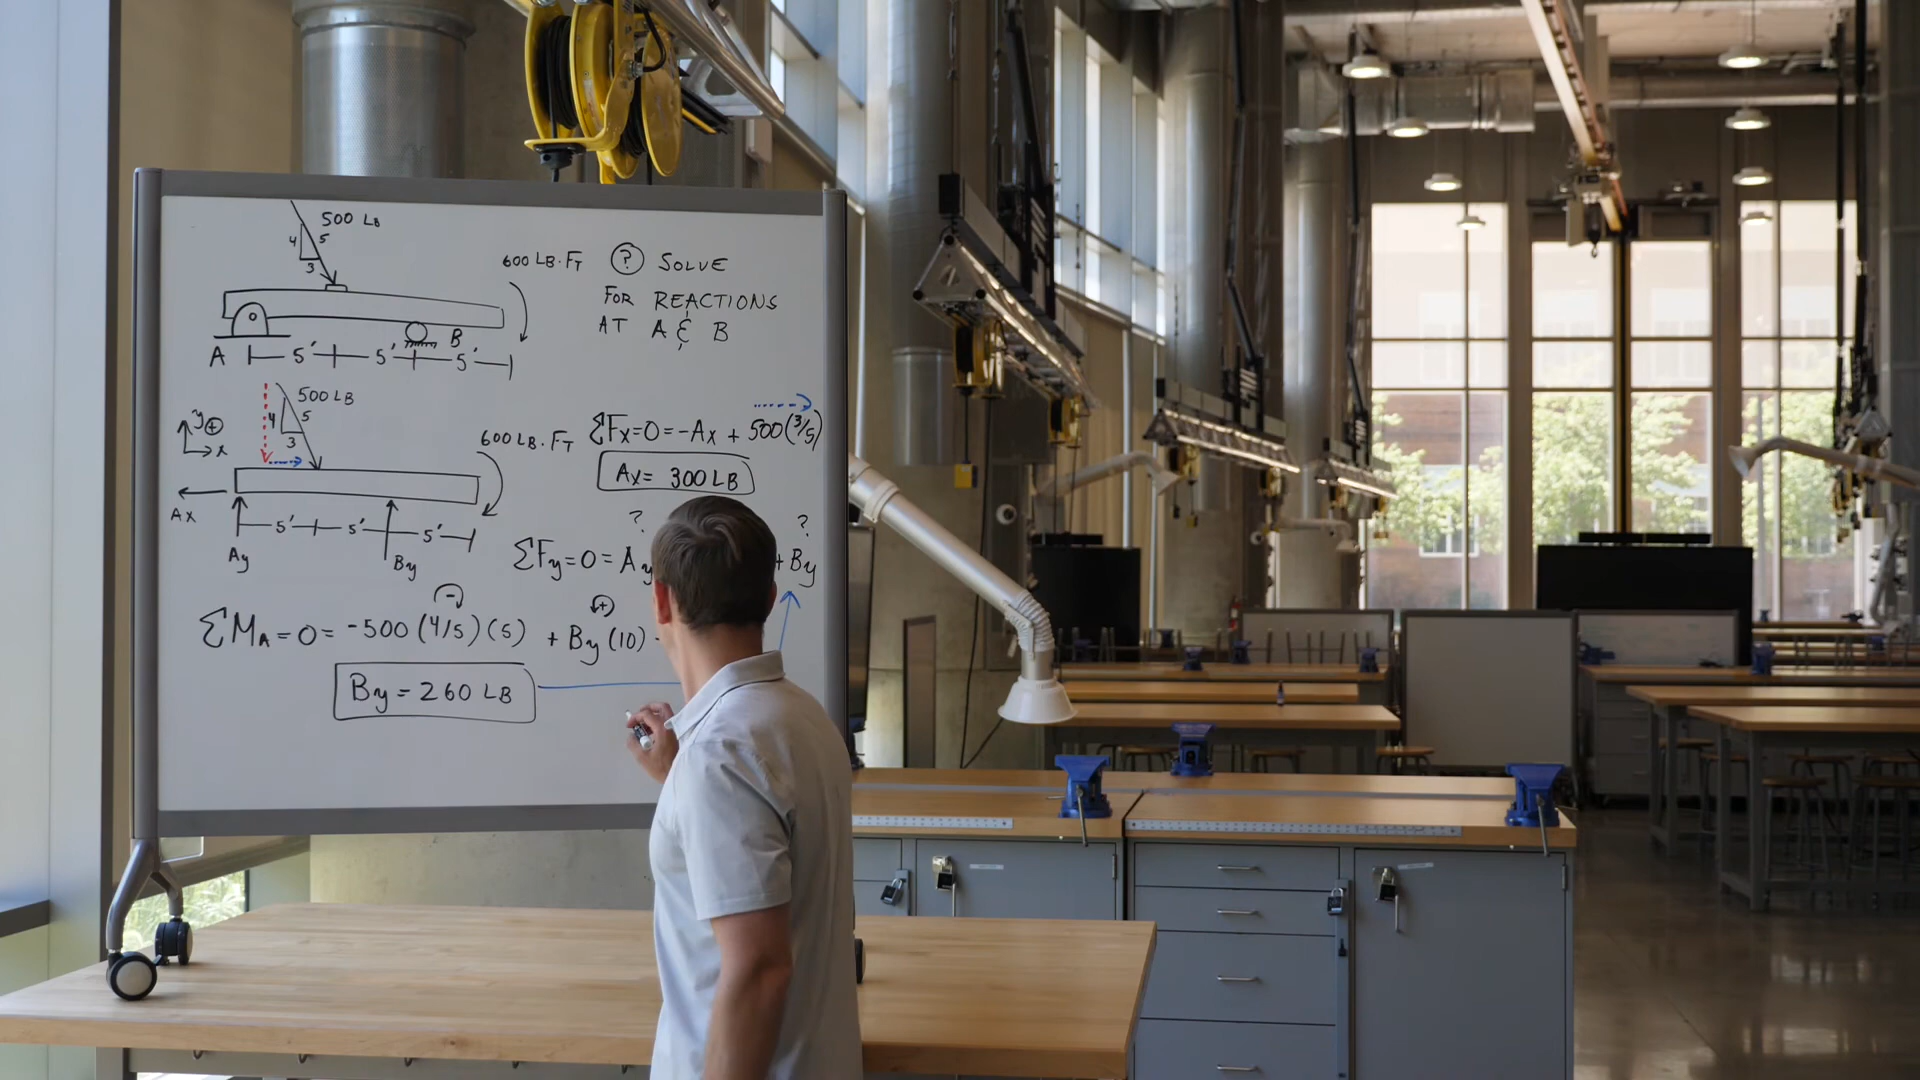 500 LB
4 5
3
600 LB·FT
? SOLVE
FOR REACTIONS
AT A & B
A B
5' 5' 5'
500 LB
4 5
3
y +
x
600 LB·FT
ΣFx=0=-Ax + 500(3/5)
Ax= 300 LB
Ax
5' 5' 5'
Ay By
? ?
ΣFy=0=Ay + By
- +
ΣMA=0= -500 (4/5)(5) + By(10) -
By = 260 LB